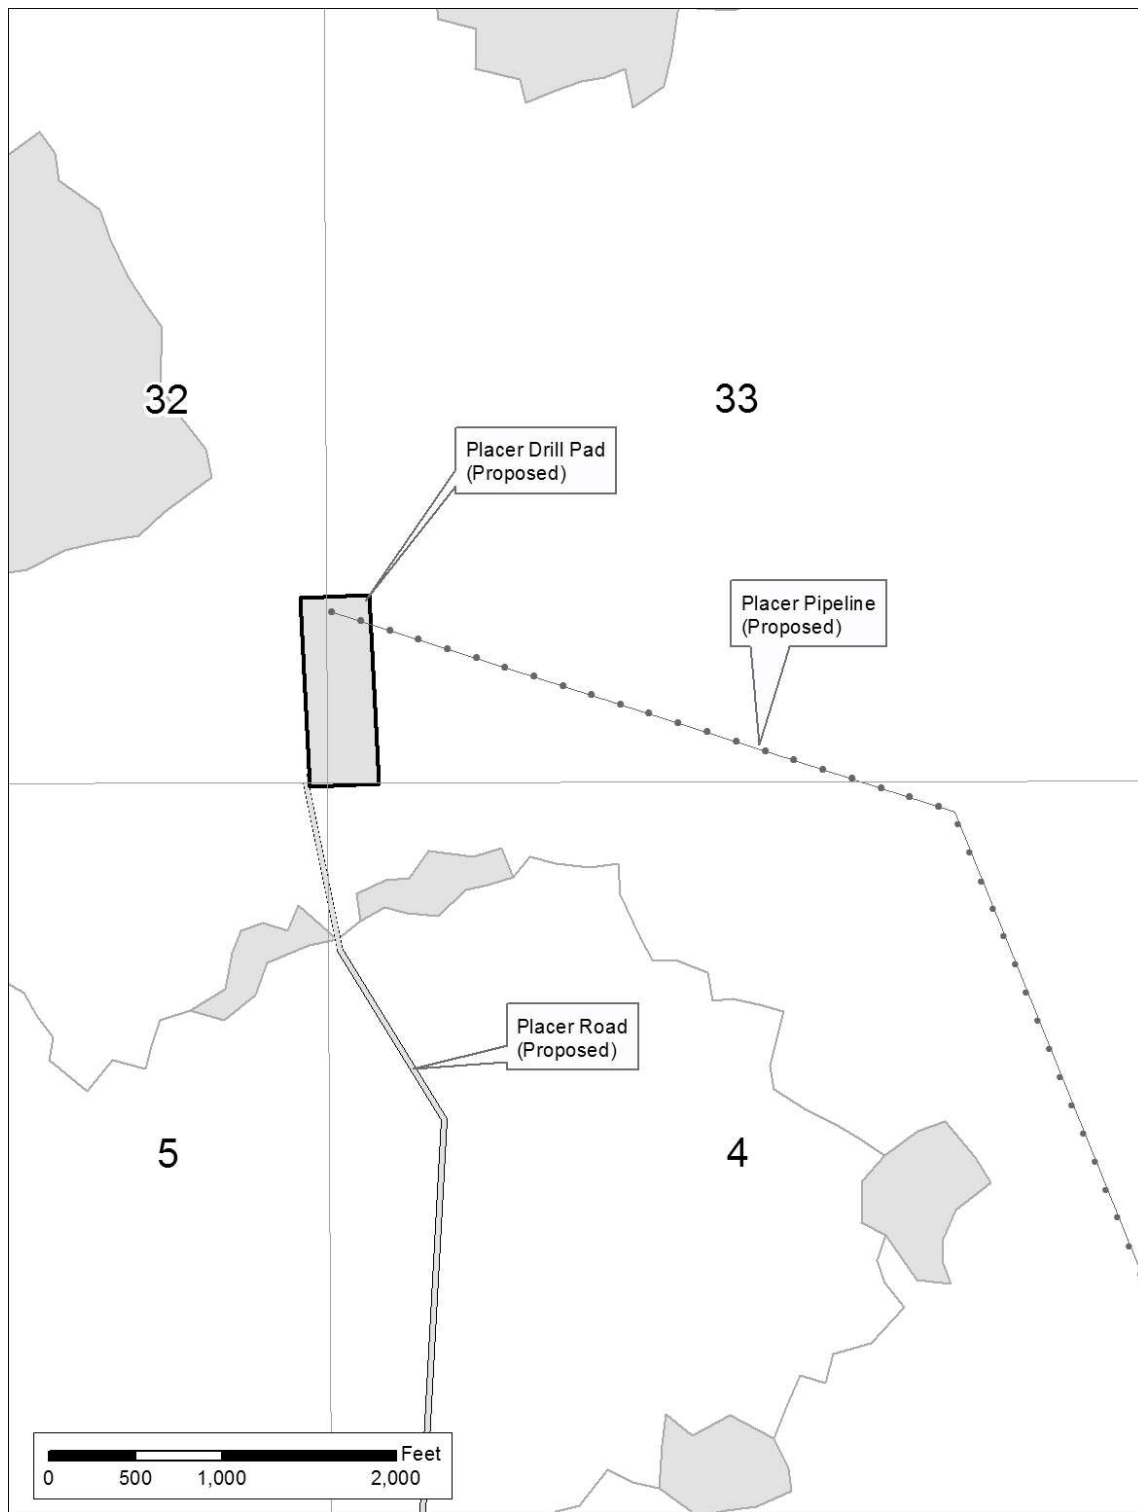 32
33
Placer Drill Pad
(Proposed)
Placer Pipeline
(Proposed)
Placer Road
(Proposed)
5
4
Feet
0 500 1,000 2,000